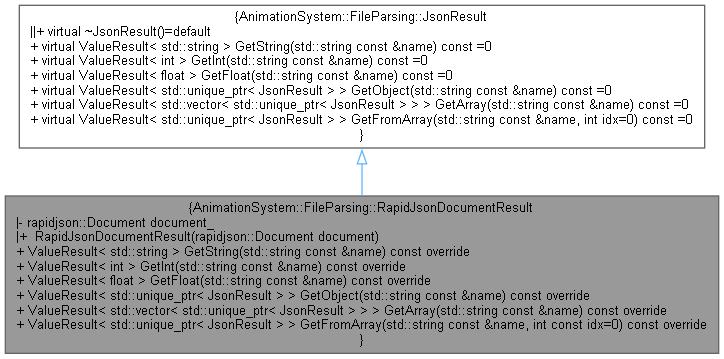 {AnimationSystem::FileParsing::JsonResult
||+ virtual ~JsonResult()=default
+ virtual ValueResult< std::string > GetString(std::string const &name) const =0
+ virtual ValueResult< int > GetInt(std::string const &name) const =0
+ virtual ValueResult< float > GetFloat(std::string const &name) const =0
+ virtual ValueResult< std::unique_ptr< JsonResult > > GetObject(std::string const &name) const =0
+ virtual ValueResult< std::vector< std::unique_ptr< JsonResult > > > GetArray(std::string const &name) const =0
+ virtual ValueResult< std::unique_ptr< JsonResult > > GetFromArray(std::string const &name, int idx=0) const =0
}
{AnimationSystem::FileParsing::RapidJsonDocumentResult
|- rapidjson::Document document_
|+  RapidJsonDocumentResult(rapidjson::Document document)
+ ValueResult< std::string > GetString(std::string const &name) const override
+ ValueResult< int > GetInt(std::string const &name) const override
+ ValueResult< float > GetFloat(std::string const &name) const override
+ ValueResult< std::unique_ptr< JsonResult > > GetObject(std::string const &name) const override
+ ValueResult< std::vector< std::unique_ptr< JsonResult > > > GetArray(std::string const &name) const override
+ ValueResult< std::unique_ptr< JsonResult > > GetFromArray(std::string const &name, int const idx=0) const override
}